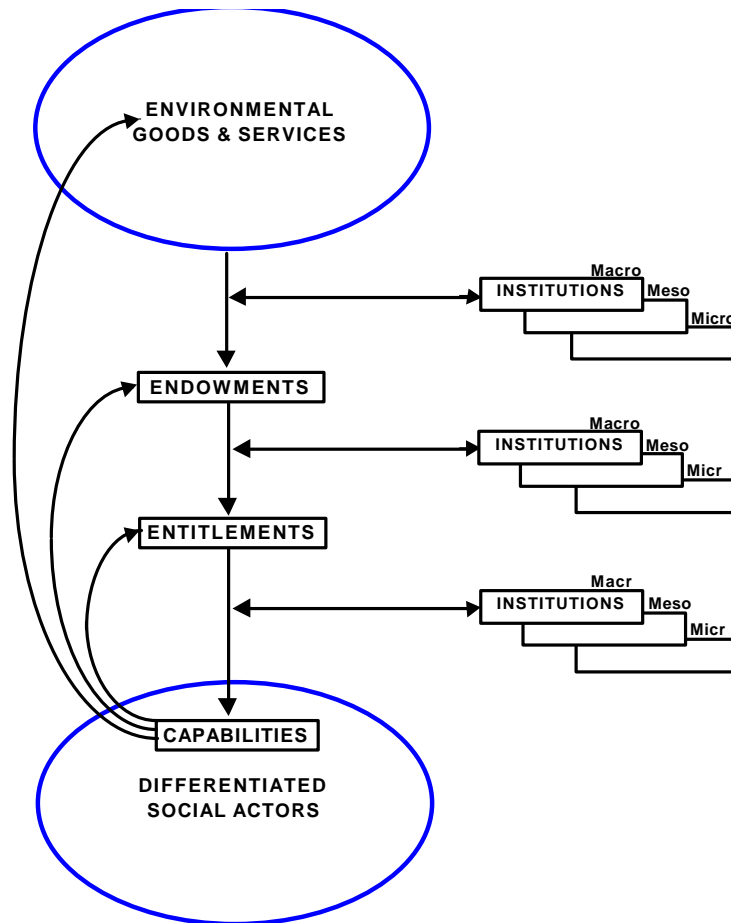 ENVIRONMENTAL
GOODS & SERVICES
Macro
INSTITUTIONS
Meso
Micro
ENDOWMENTS
Macro
INSTITUTIONS
Meso
Micr
ENTITLEMENTS
Macr
INSTITUTIONS
Meso
Micr
CAPABILITIES
DIFFERENTIATED
SOCIAL ACTORS